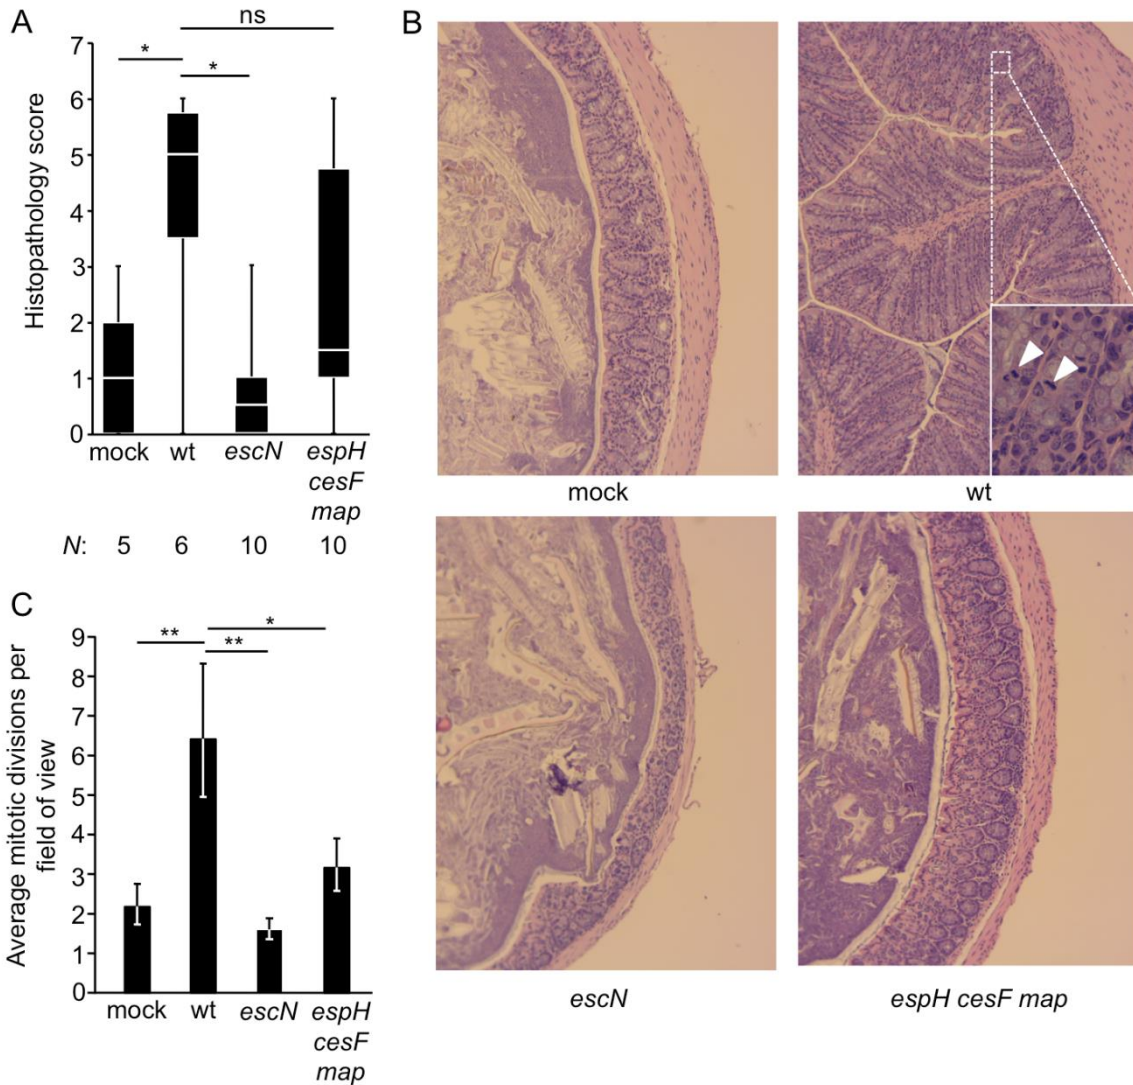 A
ns
*
*
Histopathology score
7
6
5
4
3
2
1
0
mock
wt
escN
espH
cesF
map
N: 5 6 10 10
B
mock
wt
escN
espH cesF map
C
**
**
*
Average mitotic divisions per
field of view
9
8
7
6
5
4
3
2
1
0
mock
wt
escN
espH
cesF
map